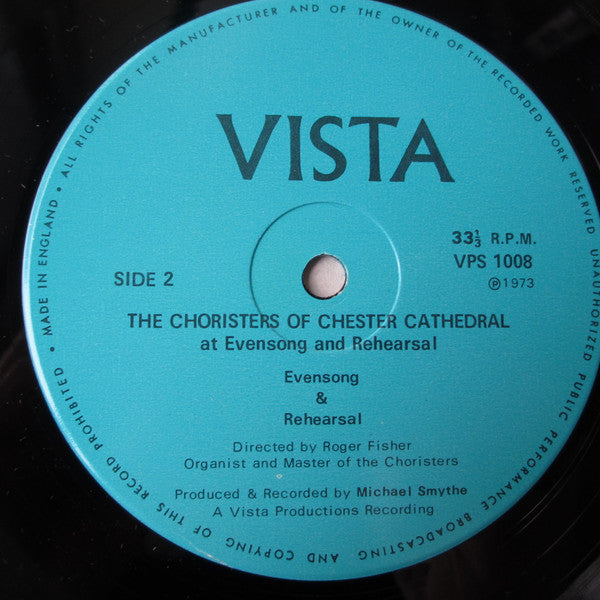 ALL RIGHTS OF THE MANUFACTURER AND OF THE OWNER OF THE RECORDED WORK RESERVED UNAUTHORIZED PUBLIC PERFORMANCE BROADCASTING AND COPYING OF THIS RECORD PROHIBITED • MADE IN ENGLAND •
VISTA
33⅓ R.P.M.
SIDE 2
VPS 1008
℗1973
THE CHORISTERS OF CHESTER CATHEDRAL
at Evensong and Rehearsal
Evensong
&
Rehearsal
Directed by Roger Fisher
Organist and Master of the Choristers
Produced & Recorded by Michael Smythe
A Vista Productions Recording